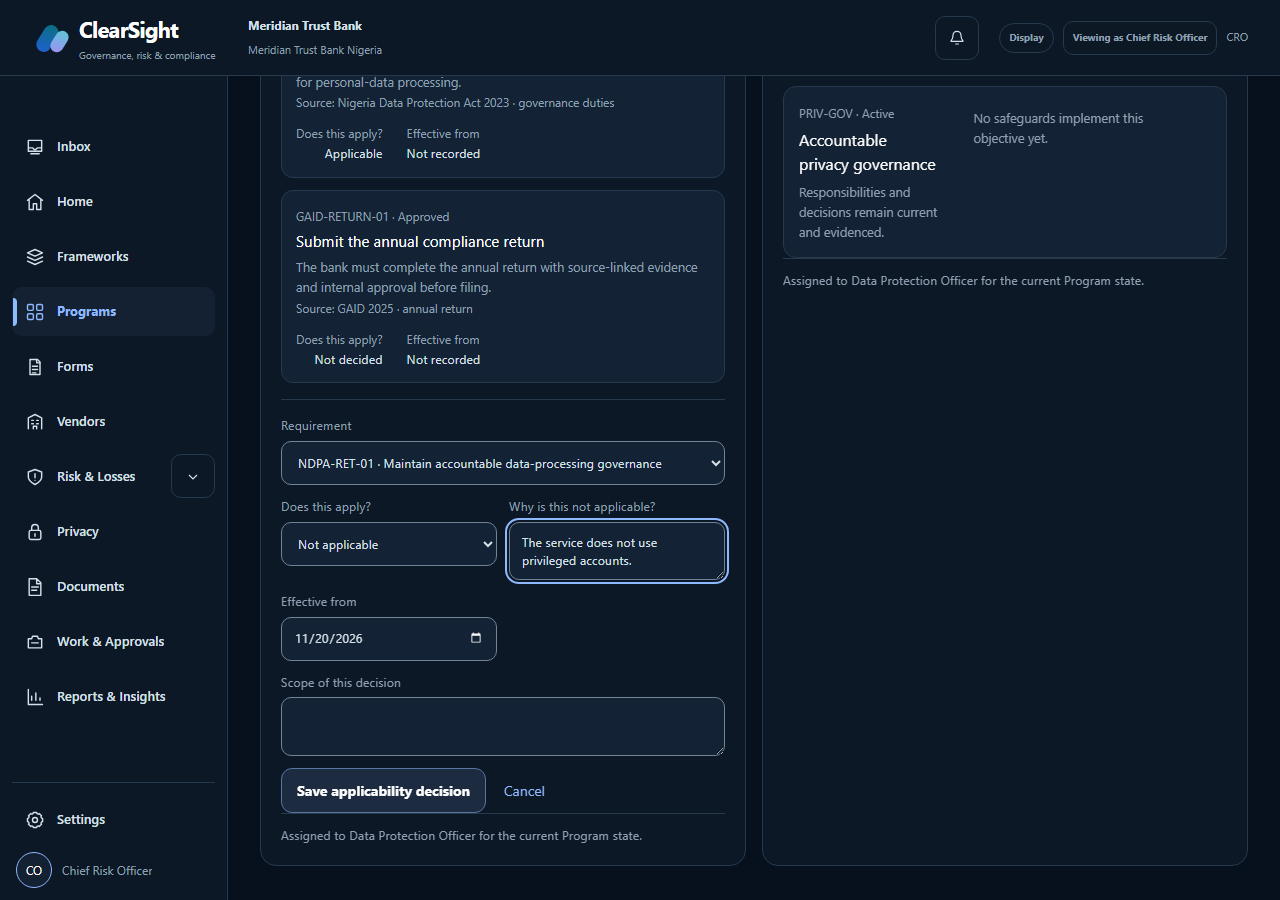 ClearSight
Governance, risk & compliance
Meridian Trust Bank
Meridian Trust Bank Nigeria
Display
Viewing as Chief Risk Officer
CRO
Inbox
Home
Frameworks
Programs
Forms
Vendors
Risk & Losses
Privacy
Documents
Work & Approvals
Reports & Insights
Settings
CO
Chief Risk Officer
for personal-data processing.
Source: Nigeria Data Protection Act 2023 · governance duties
Does this apply?
Effective from
Applicable
Not recorded
GAID-RETURN-01 · Approved
Submit the annual compliance return
The bank must complete the annual return with source-linked evidence
and internal approval before filing.
Source: GAID 2025 · annual return
Does this apply?
Effective from
Not decided
Not recorded
Requirement
NDPA-RET-01 · Maintain accountable data-processing governance
Does this apply?
Why is this not applicable?
Not applicable
The service does not use
privileged accounts.
Effective from
11/20/2026
Scope of this decision
Save applicability decision
Cancel
Assigned to Data Protection Officer for the current Program state.
PRIV-GOV · Active
Accountable
privacy governance
Responsibilities and
decisions remain current
and evidenced.
No safeguards implement this
objective yet.
Assigned to Data Protection Officer for the current Program state.